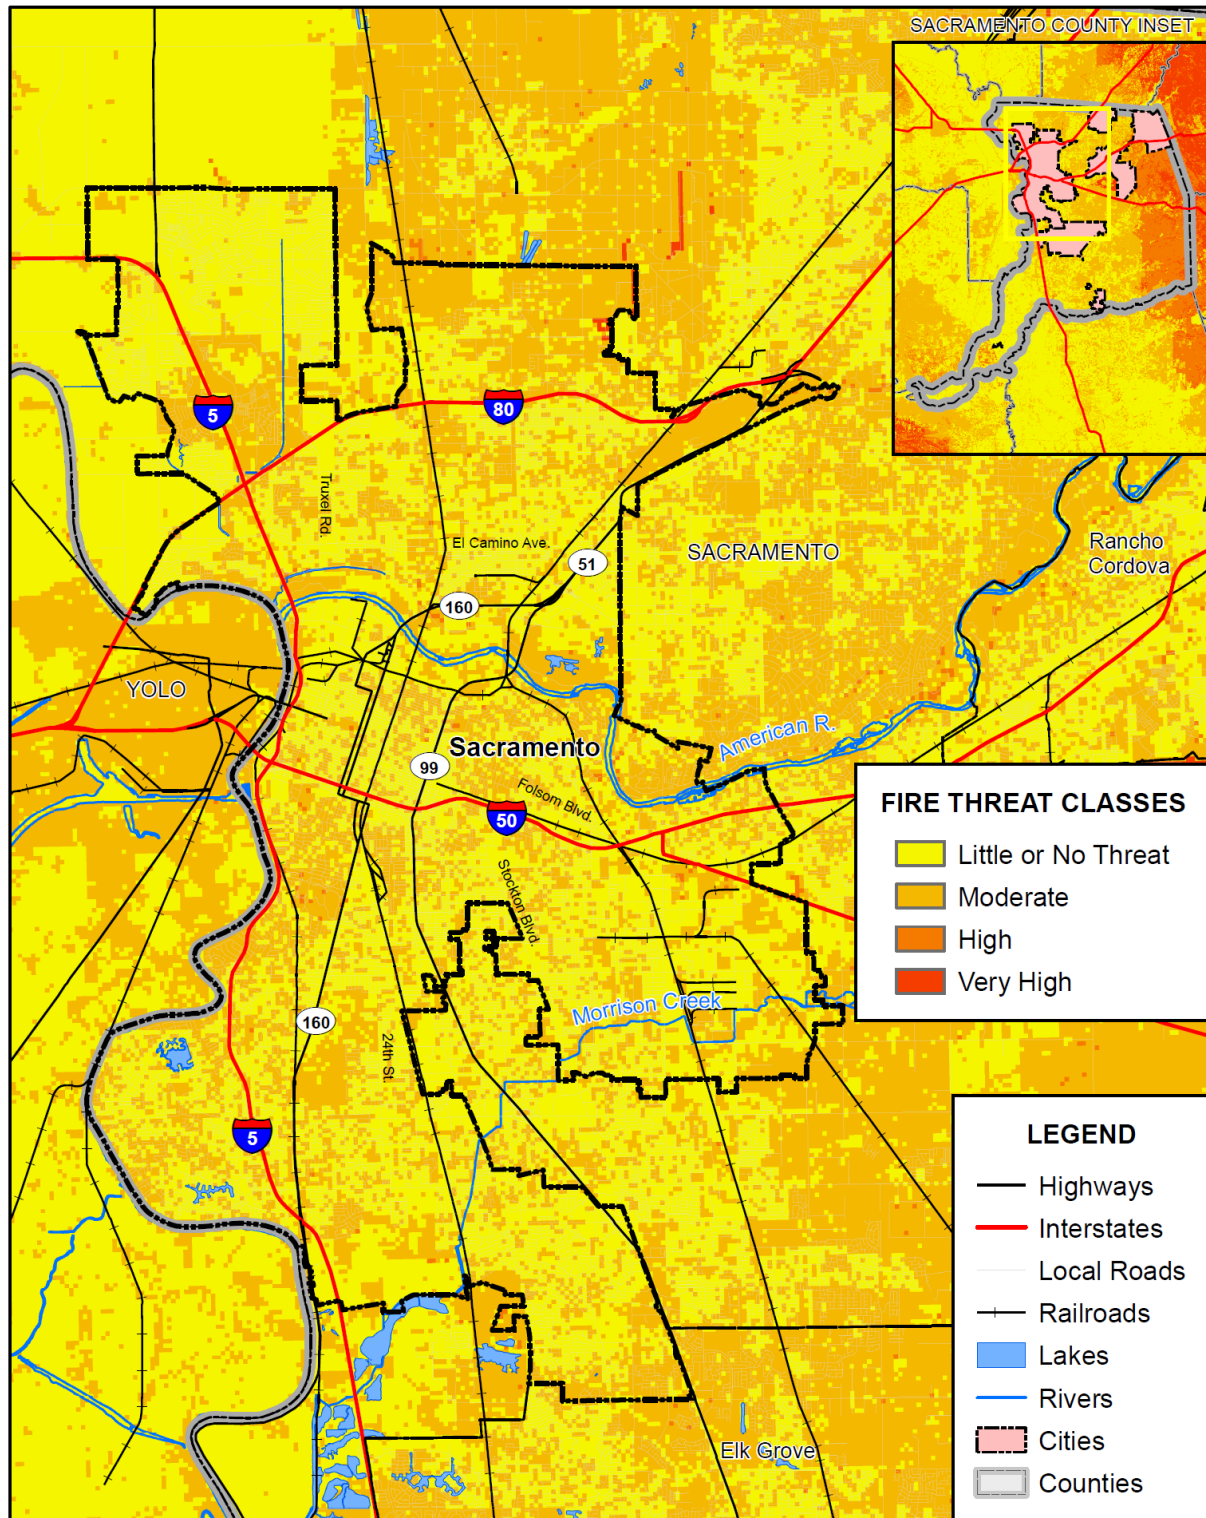 SACRAMENTO COUNTY INSET
5
80
Truxel Rd.
El Camino Ave.
51
SACRAMENTO
Rancho
Cordova
160
YOLO
American R.
Sacramento
99
Folsom Blvd.
50
Stockton Blvd.
FIRE THREAT CLASSES
Little or No Threat
Moderate
High
Very High
Morrison Creek
160
24th St.
5
LEGEND
Highways
Interstates
Local Roads
Railroads
Lakes
Rivers
Cities
Counties
Elk Grove